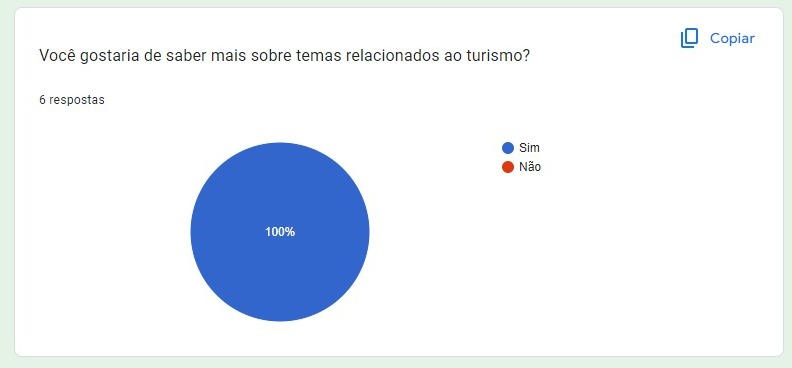 Copiar
Você gostaria de saber mais sobre temas relacionados ao turismo?
6 respostas
Sim
Não
100%